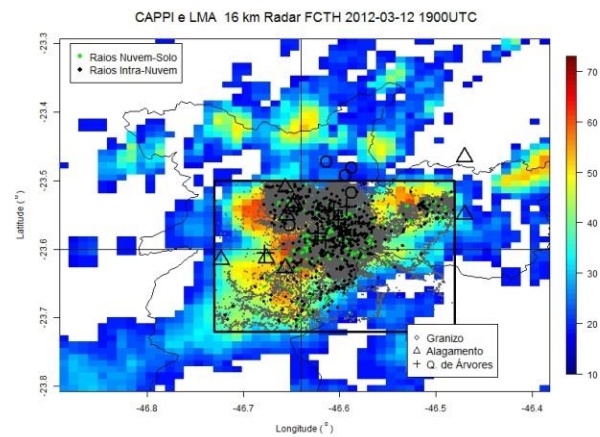 CAPPI e LMA 16 km Radar FCTH 2012-03-12 1900UTC
Raios Nuvem-Solo
Raios Intra-Nuvem
-23.3
-23.4
-23.5
-23.6
-23.7
-23.8
Latitude (°)
70
60
50
40
30
20
10
Granizo
Alagamento
Q. de Árvores
-46.8
-46.7
-46.6
-46.5
-46.4
Longitude (°)